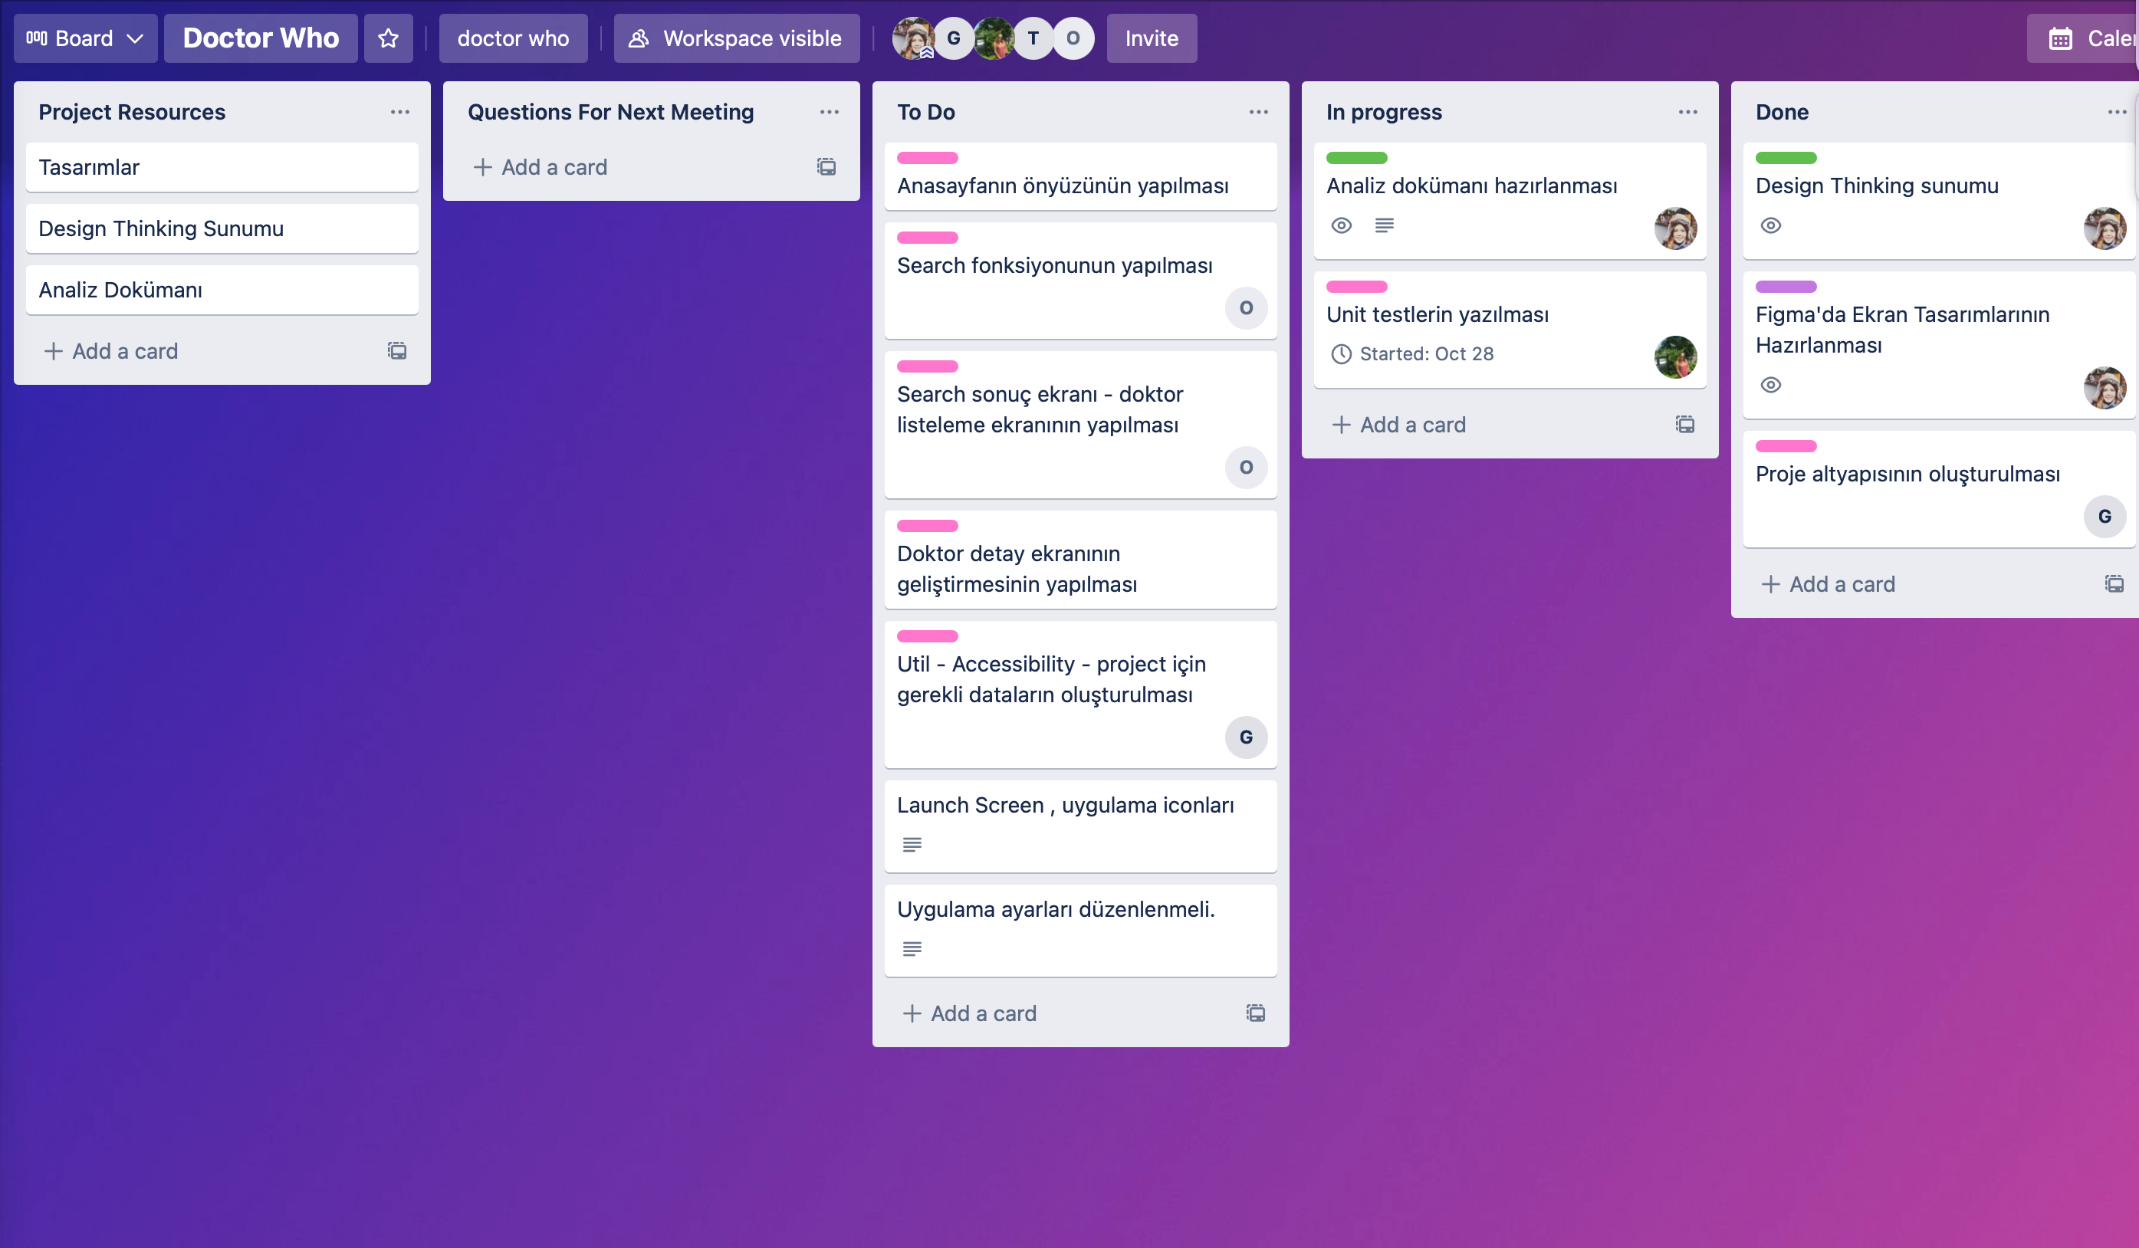 Board
Doctor Who
doctor who
Workspace visible
G
T
O
Invite
Project Resources
Tasarımlar
Design Thinking Sunumu
Analiz Dokümanı
Add a card
Questions For Next Meeting
Add a card
To Do
Anasayfanın önyüzünün yapılması
Search fonksiyonunun yapılması
O
Search sonuç ekranı - doktor
listeleme ekranının yapılması
O
Doktor detay ekranının
geliştirmesinin yapılması
Util - Accessibility - project için
gerekli dataların oluşturulması
G
Launch Screen , uygulama iconları
Uygulama ayarları düzenlenmeli.
Add a card
In progress
Analiz dokümanı hazırlanması
Unit testlerin yazılması
Started: Oct 28
Add a card
Done
Design Thinking sunumu
Figma'da Ekran Tasarımlarının
Hazırlanması
Proje altyapısının oluşturulması
G
Add a card